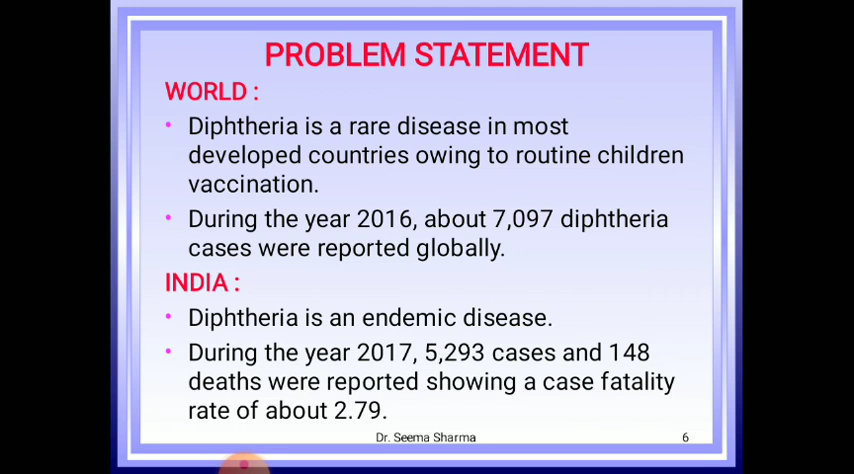 PROBLEM STATEMENT
WORLD :
• Diphtheria is a rare disease in most
developed countries owing to routine children
vaccination.
• During the year 2016, about 7,097 diphtheria
cases were reported globally.
INDIA :
• Diphtheria is an endemic disease.
• During the year 2017, 5,293 cases and 148
deaths were reported showing a case fatality
rate of about 2.79.
Dr. Seema Sharma 6